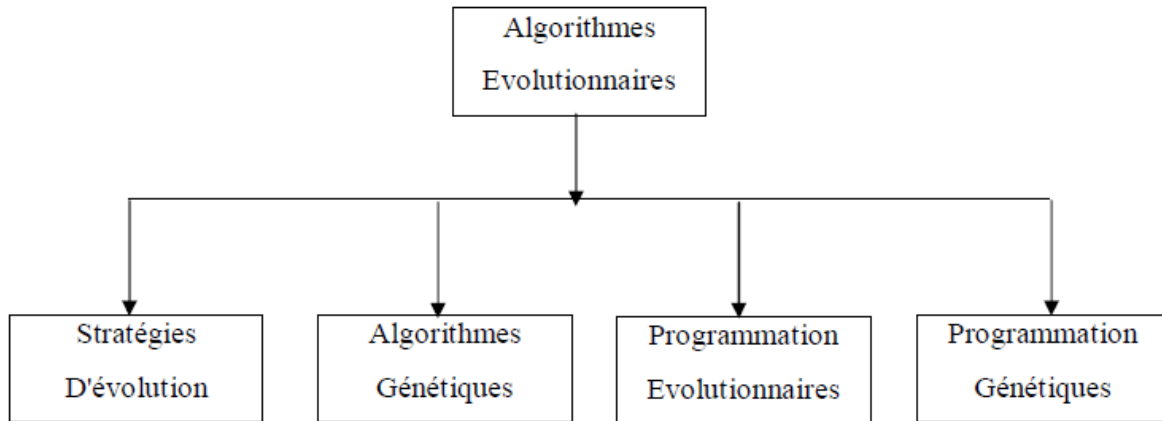 Algorithmes
Evolutionnaires
Stratégies
D'évolution
Algorithmes
Génétiques
Programmation
Evolutionnaires
Programmation
Génétiques